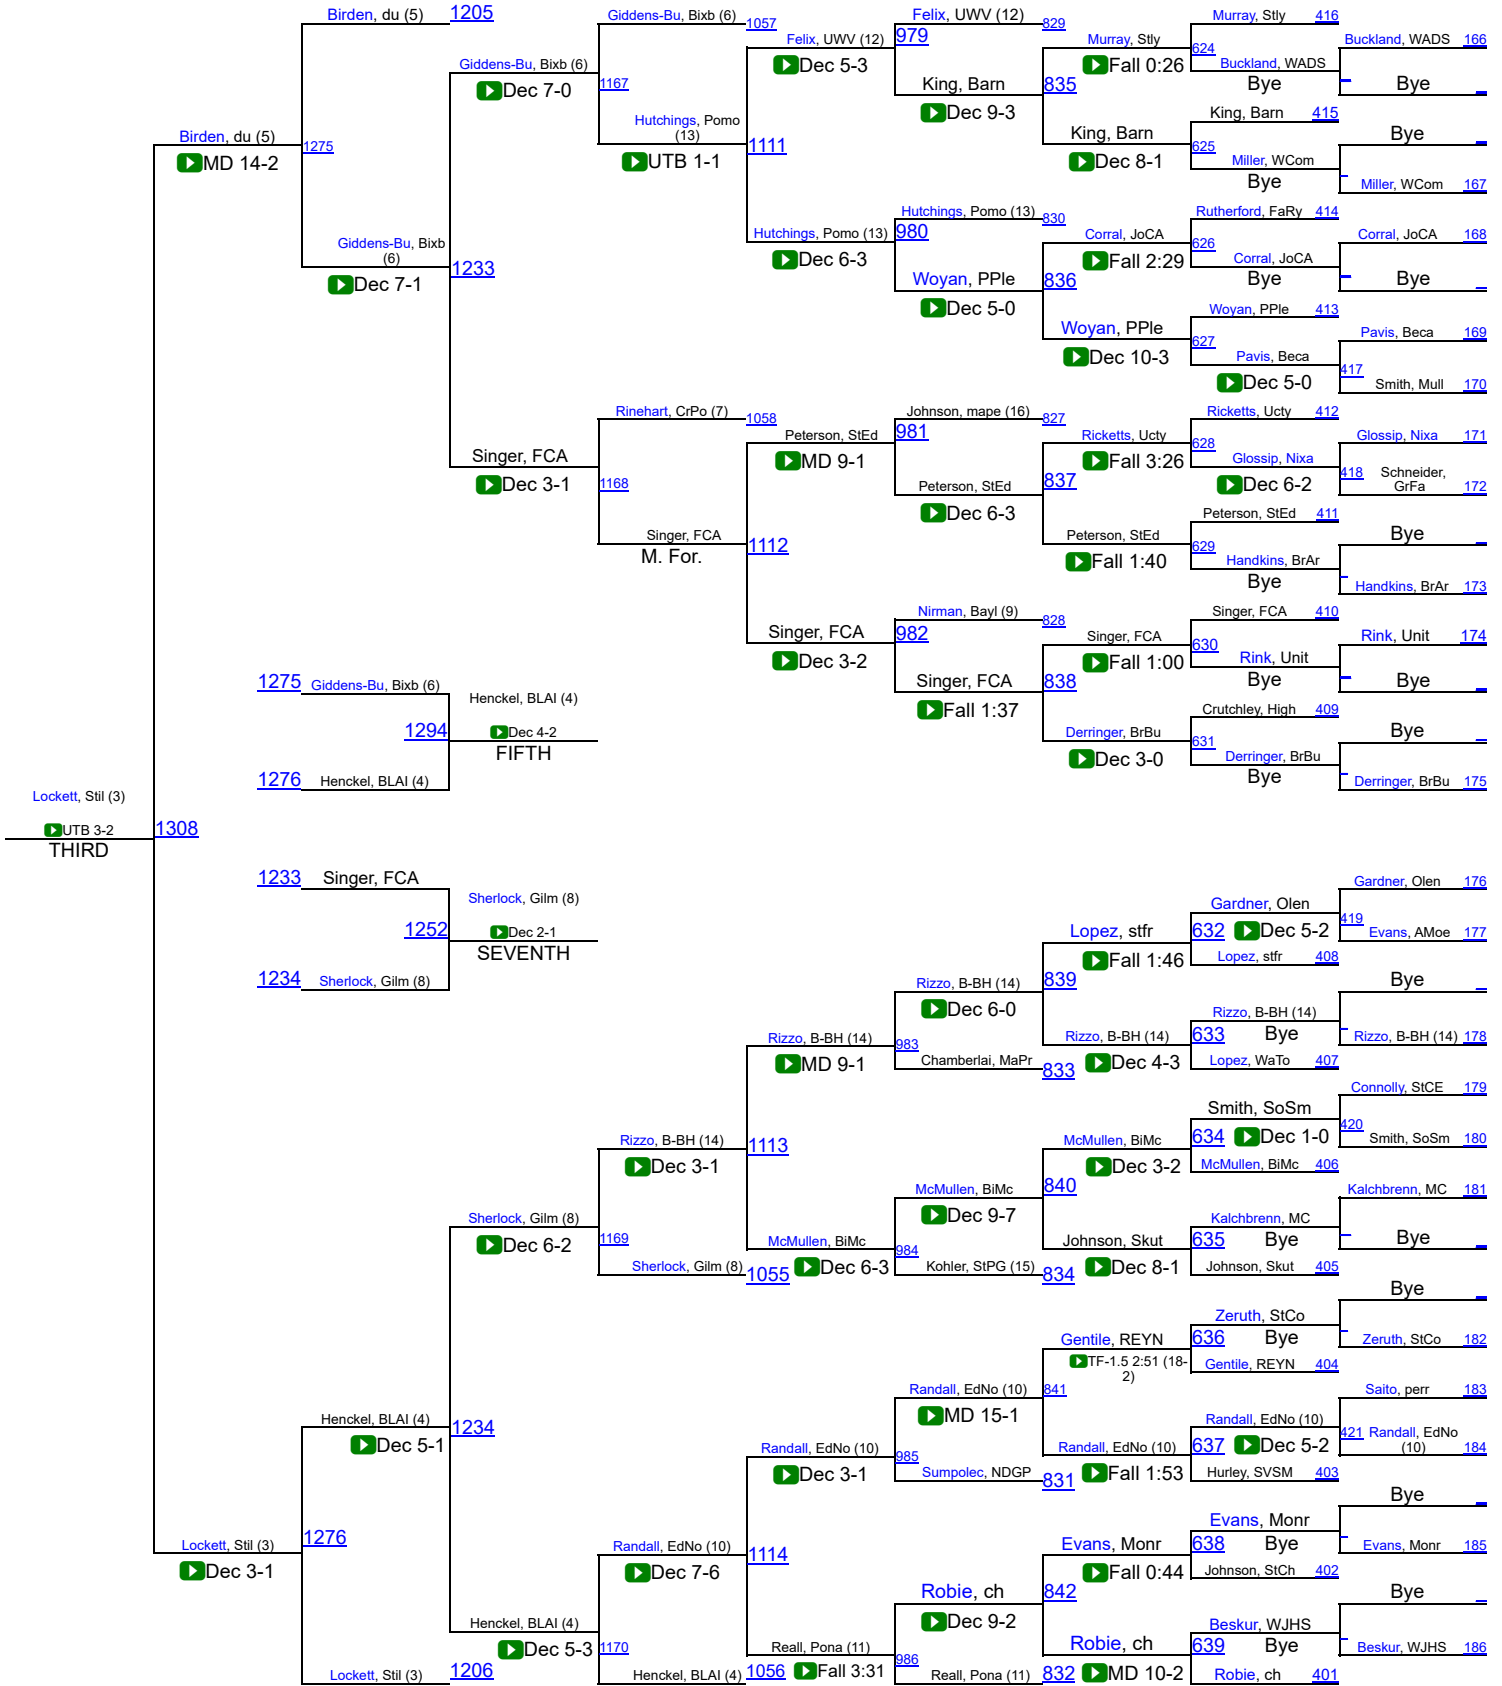 Birden, du (5) 1205 Giddens-Bu, Bixb (6) 1057 Felix, UWV (12) 829 Murray, Stly 416
Felix, UWV (12) 979 Murray, Stly 624 Buckland, WADS 166
Giddens-Bu, Bixb (6) 1167 Dec 5-3 Fall 0:26 Buckland, WADS
Dec 7-0 King, Barn 835 Bye Bye
Dec 9-3 King, Barn 415
Hutchings, Pomo
(13)
Birden, du (5) 1275 1111 King, Barn 625 Bye
MD 14-2 UTB 1-1 Dec 8-1 Miller, WCom
Bye Miller, WCom 167
Hutchings, Pomo (13) 830 Rutherford, FaRy 414
Hutchings, Pomo (13) 980 Corral, JoCA 626 Corral, JoCA 168
Giddens-Bu, Bixb
(6)
1233 Dec 6-3 Fall 2:29 Corral, JoCA
Dec 7-1 Woyan, PPle 836 Bye Bye
Dec 5-0 Woyan, PPle 413
Woyan, PPle 627 Pavis, Beca 169
Dec 10-3 Pavis, Beca 417
Dec 5-0 Smith, Mull 170
Rinehart, CrPo (7) 1058 Johnson, mape (16) 827 Ricketts, Ucty 412
Peterson, StEd 981 Ricketts, Ucty 628 Glossip, Nixa 171
Singer, FCA MD 9-1 Fall 3:26 Glossip, Nixa 418 Schneider,
GrFa 172
Dec 3-1 1168 Peterson, StEd 837 Dec 6-2
Dec 6-3 Peterson, StEd 411
Singer, FCA 1112 Peterson, StEd 629 Bye
M. For. Fall 1:40 Handkins, BrAr
Bye Handkins, BrAr 173
Nirman, Bayl (9) 828 Singer, FCA 410
Singer, FCA 982 Singer, FCA 630 Rink, Unit 174
Dec 3-2 Fall 1:00 Rink, Unit
1275 Giddens-Bu, Bixb (6) Singer, FCA 838 Bye Bye
Henckel, BLAI (4) Fall 1:37 Crutchley, High 409
1294 Dec 4-2 Derringer, BrBu 631 Bye
FIFTH Dec 3-0 Derringer, BrBu
1276 Henckel, BLAI (4) Bye Derringer, BrBu 175
Lockett, Stil (3)
UTB 3-2 1308
THIRD
1233 Singer, FCA Gardner, Olen 176
Sherlock, Gilm (8) Gardner, Olen 419
1252 Dec 2-1 Lopez, stfr 632 Dec 5-2 Evans, AMoe 177
SEVENTH Fall 1:46 Lopez, stfr 408
1234 Sherlock, Gilm (8) Rizzo, B-BH (14) 839 Bye
Dec 6-0 Rizzo, B-BH (14)
Rizzo, B-BH (14) 983 Rizzo, B-BH (14) 633 Bye Rizzo, B-BH (14) 178
MD 9-1 Chamberlai, MaPr 833 Dec 4-3 Lopez, WaTo 407
Connolly, StCE 179
Smith, SoSm 420
Rizzo, B-BH (14) 1113 McMullen, BiMc 634 Dec 1-0 Smith, SoSm 180
Dec 3-1 Dec 3-2 McMullen, BiMc 406
McMullen, BiMc 840 Kalchbrenn, MC 181
Sherlock, Gilm (8) Dec 9-7 Kalchbrenn, MC
Dec 6-2 1169 McMullen, BiMc 984 Johnson, Skut 635 Bye Bye
Sherlock, Gilm (8) 1055 Dec 6-3 Kohler, StPG (15) 834 Dec 8-1 Johnson, Skut 405
Bye
Zeruth, StCo
Gentile, REYN 636 Bye Zeruth, StCo 182
TF-1.5 2:51 (18-
2)
Gentile, REYN 404
Randall, EdNo (10) 841 Saito, perr 183
Henckel, BLAI (4) 1234 MD 15-1 Randall, EdNo (10)
Dec 5-1 Randall, EdNo (10) 985 Randall, EdNo (10) 637 Dec 5-2 421 Randall, EdNo
(10) 184
Dec 3-1 Sumpolec, NDGP 831 Fall 1:53 Hurley, SVSM 403
Bye
Evans, Monr
Lockett, Stil (3) 1276 Randall, EdNo (10) 1114 Evans, Monr 638 Bye Evans, Monr 185
Dec 3-1 Dec 7-6 Fall 0:44 Johnson, StCh 402
Robie, ch 842 Bye
Henckel, BLAI (4) Dec 9-2 Beskur, WJHS
Dec 5-3 1170 Reall, Pona (11) 986 Robie, ch 639 Bye Beskur, WJHS 186
Lockett, Stil (3) 1206 Henckel, BLAI (4) 1056 Fall 3:31 Reall, Pona (11) 832 MD 10-2 Robie, ch 401